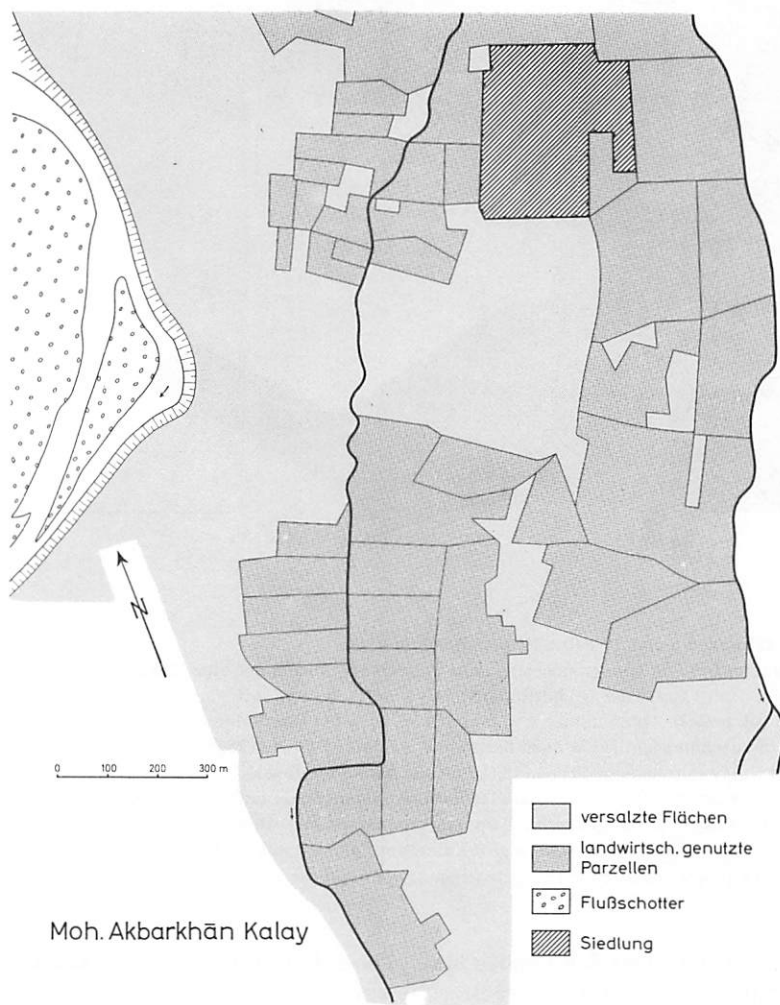 N
0 100 200 300 m
versalzte Flächen
landwirtsch. genutzte
Parzellen
Flußschotter
Siedlung
Moh. Akbarkhān Kalay